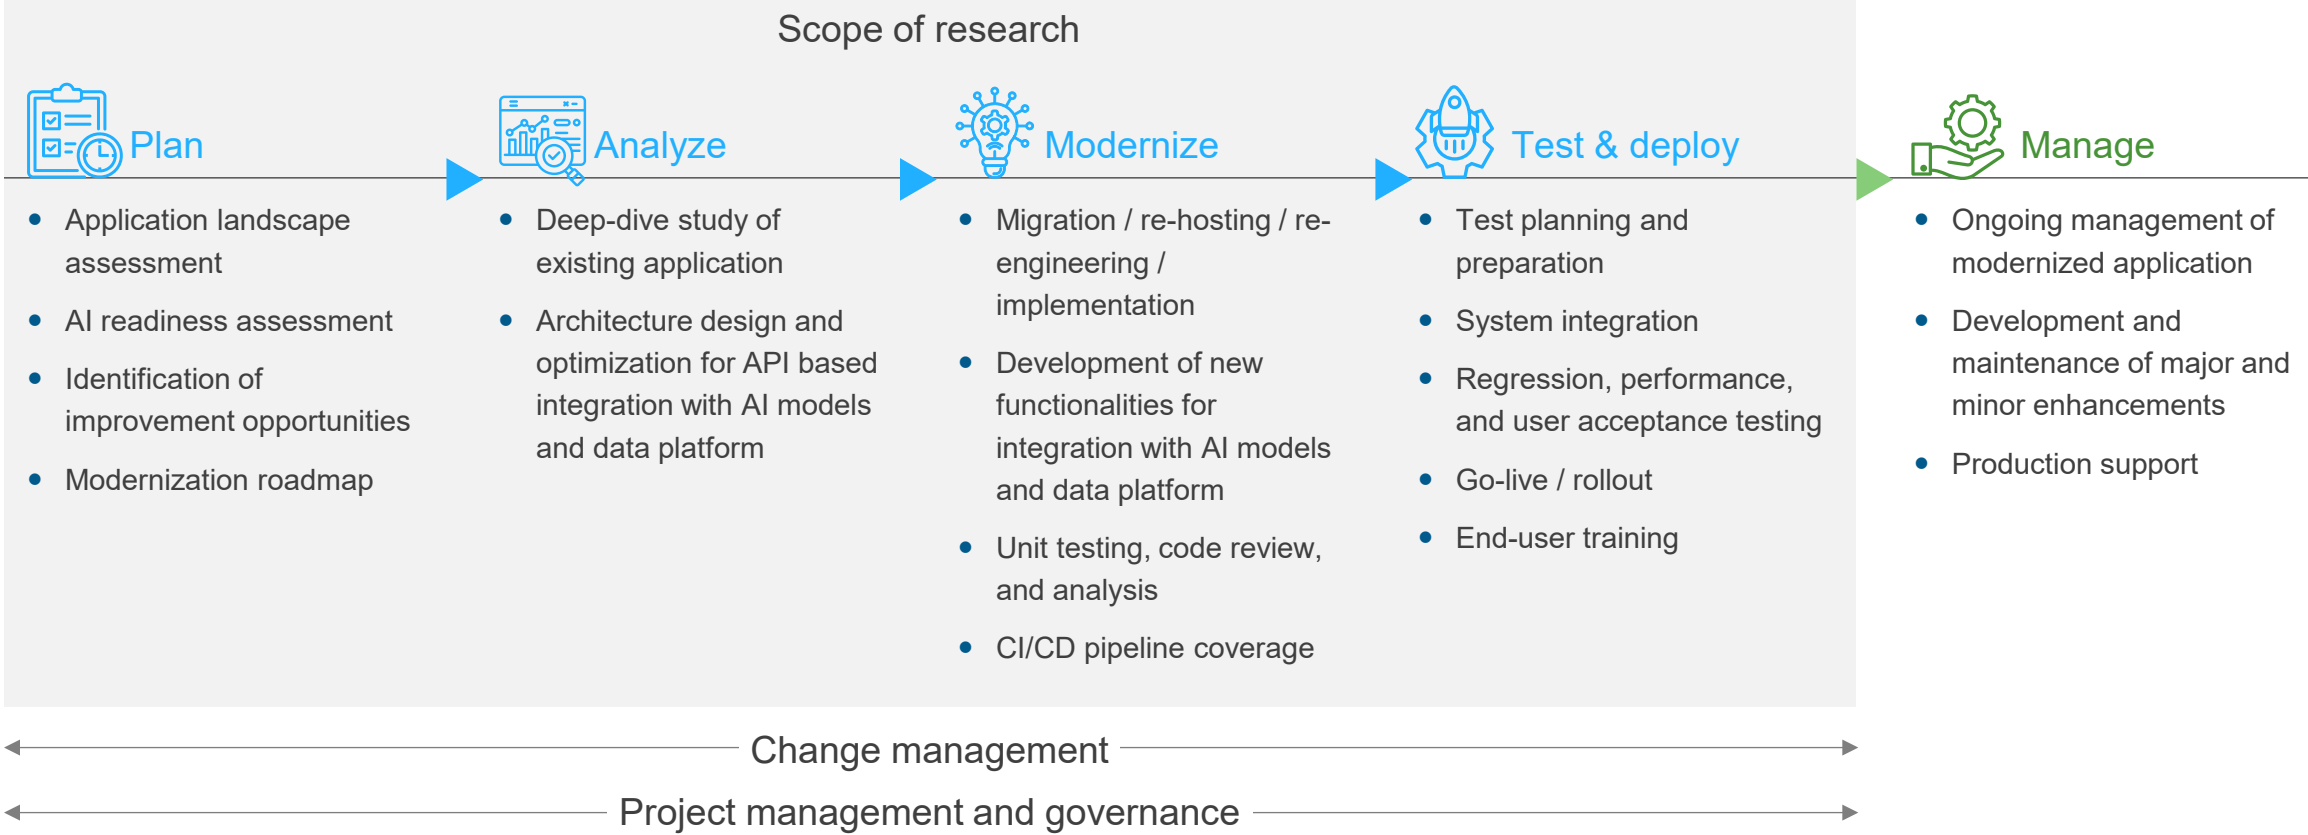 Scope of research
Plan
Application landscape
assessment
AI readiness assessment
Identification of
improvement opportunities
Modernization roadmap
Analyze
Deep-dive study of
existing application
Architecture design and
optimization for API based
integration with AI models
and data platform
Modernize
Migration / re-hosting / re-
engineering /
implementation
Development of new
functionalities for
integration with AI models
and data platform
Unit testing, code review,
and analysis
CI/CD pipeline coverage
Test & deploy
Test planning and
preparation
System integration
Regression, performance,
and user acceptance testing
Go-live / rollout
End-user training
Manage
Ongoing management of
modernized application
Development and
maintenance of major and
minor enhancements
Production support
Change management
Project management and governance